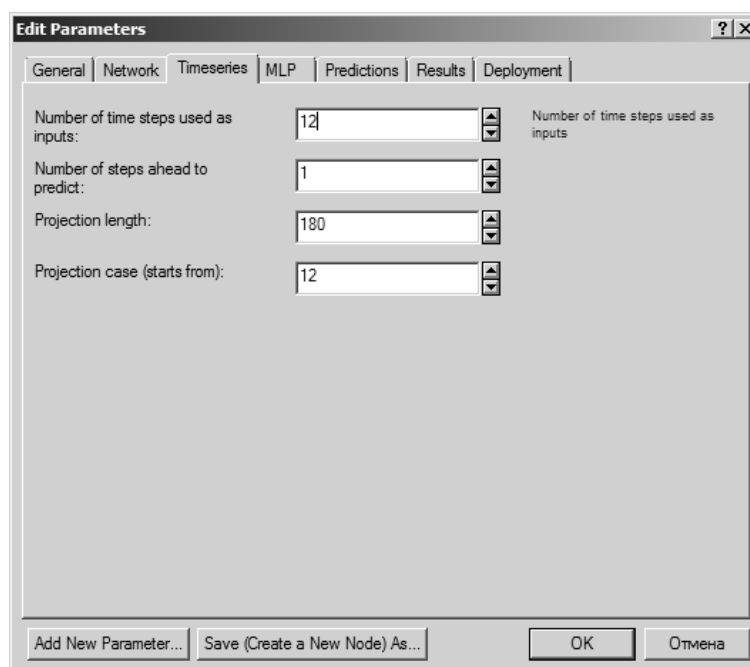 Edit Parameters
General Network Timeseries MLP Predictions Results Deployment
Number of time steps used as
inputs:
12
Number of time steps used as
inputs
Number of steps ahead to
predict:
1
Projection length:
180
Projection case (starts from):
12
Add New Parameter... Save (Create a New Node) As... OK Отмена